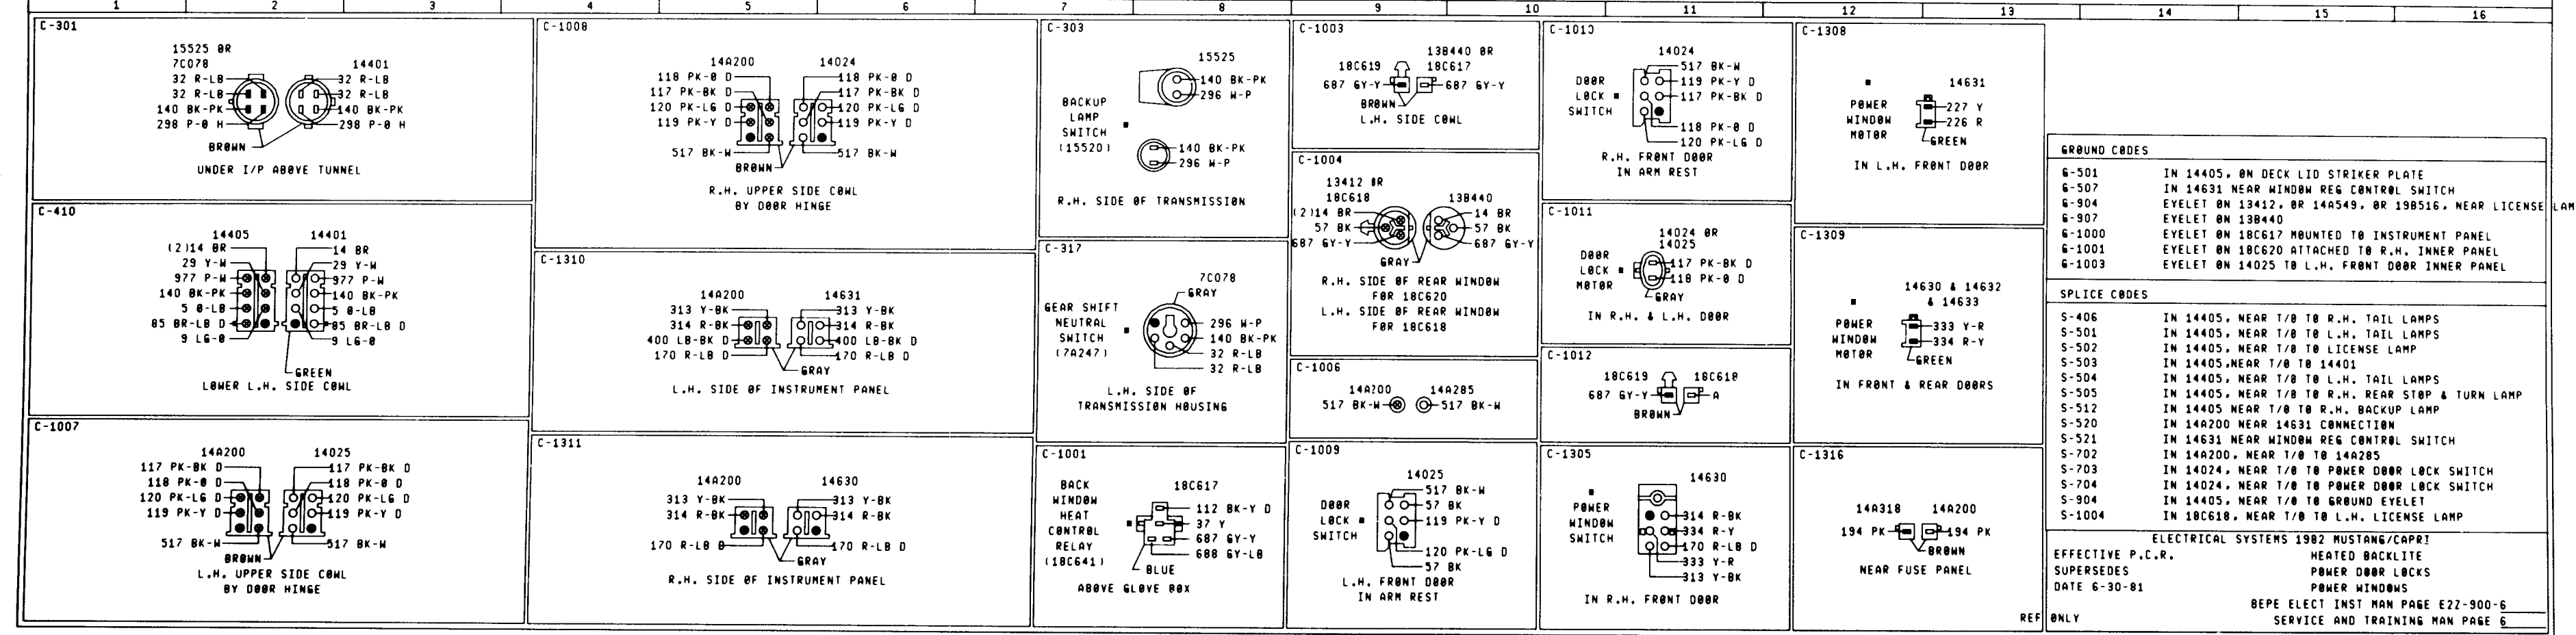 1 2 3 4 5 6 7 8 9 10 11 12 13 14 15 16
C-301
15525 OR
7C078 14401
32 R-LB 32 R-LB
32 R-LB 32 R-LB
140 BK-PK 140 BK-PK
298 P-O H 298 P-O H
BROWN
UNDER I/P ABOVE TUNNEL
C-410
14405 14401
(2)14 BR 14 BR
29 Y-W 29 Y-W
977 P-W 977 P-W
140 BK-PK 140 BK-PK
5 O-LB 5 O-LB
85 BR-LB D 85 BR-LB D
9 LG-O 9 LG-O
GREEN
LOWER L.H. SIDE COWL
C-1007
14A200 14025
117 PK-BK D 117 PK-BK D
118 PK-O D 118 PK-O D
120 PK-LG D 120 PK-LG D
119 PK-Y D 119 PK-Y D
517 BK-W 517 BK-W
BROWN
L.H. UPPER SIDE COWL
BY DOOR HINGE
C-1008
14A200 14024
118 PK-O D 118 PK-O D
117 PK-BK D 117 PK-BK D
120 PK-LG D 120 PK-LG D
119 PK-Y D 119 PK-Y D
517 BK-W 517 BK-W
BROWN
R.H. UPPER SIDE COWL
BY DOOR HINGE
C-1310
14A200 14631
313 Y-BK 313 Y-BK
314 R-BK 314 R-BK
400 LB-BK D 400 LB-BK D
170 R-LB D 170 R-LB D
GRAY
L.H. SIDE OF INSTRUMENT PANEL
C-1311
14A200 14630
313 Y-BK 313 Y-BK
314 R-BK 314 R-BK
170 R-LB D 170 R-LB D
GRAY
R.H. SIDE OF INSTRUMENT PANEL
C-303
15525
140 BK-PK
296 W-P
BACKUP
LAMP
SWITCH
(15520)
140 BK-PK
296 W-P
R.H. SIDE OF TRANSMISSION
C-317
7C078
GRAY
GEAR SHIFT
NEUTRAL
SWITCH
(7A247)
296 W-P
140 BK-PK
32 R-LB
32 R-LB
L.H. SIDE OF
TRANSMISSION HOUSING
C-1001
BACK
WINDOW
HEAT
CONTROL
RELAY
(18C641)
18C617
112 BK-Y D
37 Y
687 GY-Y
688 GY-LB
BLUE
ABOVE GLOVE BOX
C-1003
13B440 OR
18C619 18C617
687 GY-Y 687 GY-Y
BROWN
L.H. SIDE COWL
C-1004
13412 OR
18C618 13B440
(2)14 BR 14 BR
57 BK 57 BK
687 GY-Y 687 GY-Y
GRAY
R.H. SIDE OF REAR WINDOW
FOR 18C620
L.H. SIDE OF REAR WINDOW
FOR 18C618
C-1006
14A200 14A285
517 BK-W 517 BK-W
C-1009
14025
DOOR
LOCK
SWITCH
517 BK-W
57 BK
119 PK-Y D
120 PK-LG D
57 BK
L.H. FRONT DOOR
IN ARM REST
C-1010
14024
DOOR
LOCK
SWITCH
517 BK-W
119 PK-Y D
117 PK-BK D
118 PK-O D
120 PK-LG D
R.H. FRONT DOOR
IN ARM REST
C-1011
14024 OR
14025
DOOR
LOCK
MOTOR
117 PK-BK D
118 PK-O D
GRAY
IN R.H. & L.H. DOOR
C-1012
18C619 18C618
687 GY-Y A
BROWN
C-1305
14630
POWER
WINDOW
SWITCH
314 R-BK
334 R-Y
170 R-LB D
333 Y-R
313 Y-BK
IN R.H. FRONT DOOR
C-1308
14631
POWER
WINDOW
MOTOR
227 Y
226 R
GREEN
IN L.H. FRONT DOOR
C-1309
14630 & 14632
& 14633
POWER
WINDOW
MOTOR
333 Y-R
334 R-Y
GREEN
IN FRONT & REAR DOORS
C-1316
14A318 14A200
194 PK 194 PK
BROWN
NEAR FUSE PANEL
GROUND CODES
G-501 IN 14405, ON DECK LID STRIKER PLATE
G-507 IN 14631 NEAR WINDOW REG CONTROL SWITCH
G-904 EYELET ON 13412, OR 14A549, OR 19B516, NEAR LICENSE LAM
G-907 EYELET ON 13B440
G-1000 EYELET ON 18C617 MOUNTED TO INSTRUMENT PANEL
G-1001 EYELET ON 18C620 ATTACHED TO R.H. INNER PANEL
G-1003 EYELET ON 14025 TO L.H. FRONT DOOR INNER PANEL
SPLICE CODES
S-406 IN 14405, NEAR T/O TO R.H. TAIL LAMPS
S-501 IN 14405, NEAR T/O TO L.H. TAIL LAMPS
S-502 IN 14405, NEAR T/O TO LICENSE LAMP
S-503 IN 14405,NEAR T/O TO 14401
S-504 IN 14405, NEAR T/O TO L.H. TAIL LAMPS
S-505 IN 14405, NEAR T/O TO R.H. REAR STOP & TURN LAMP
S-512 IN 14405 NEAR T/O TO R.H. BACKUP LAMP
S-520 IN 14A200 NEAR 14631 CONNECTION
S-521 IN 14631 NEAR WINDOW REG CONTROL SWITCH
S-702 IN 14A200, NEAR T/O TO 14A285
S-703 IN 14024, NEAR T/O TO POWER DOOR LOCK SWITCH
S-704 IN 14024, NEAR T/O TO POWER DOOR LOCK SWITCH
S-904 IN 14405, NEAR T/O TO GROUND EYELET
S-1004 IN 18C618, NEAR T/O TO L.H. LICENSE LAMP
ELECTRICAL SYSTEMS 1982 MUSTANG/CAPRI
EFFECTIVE P.C.R. HEATED BACKLITE
SUPERSEDES POWER DOOR LOCKS
DATE 6-30-81 POWER WINDOWS
BEPE ELECT INST MAN PAGE E22-900-6
REF ONLY SERVICE AND TRAINING MAN PAGE 6